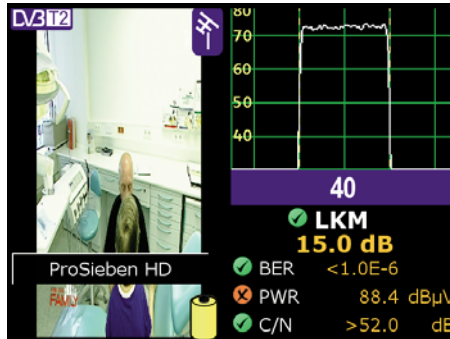 DVB T2
ProSieben HD
FAMILY
80
70
60
50
40
40
LKM
15.0 dB
BER <1.0E-6
PWR 88.4 dBµV
C/N >52.0 dB